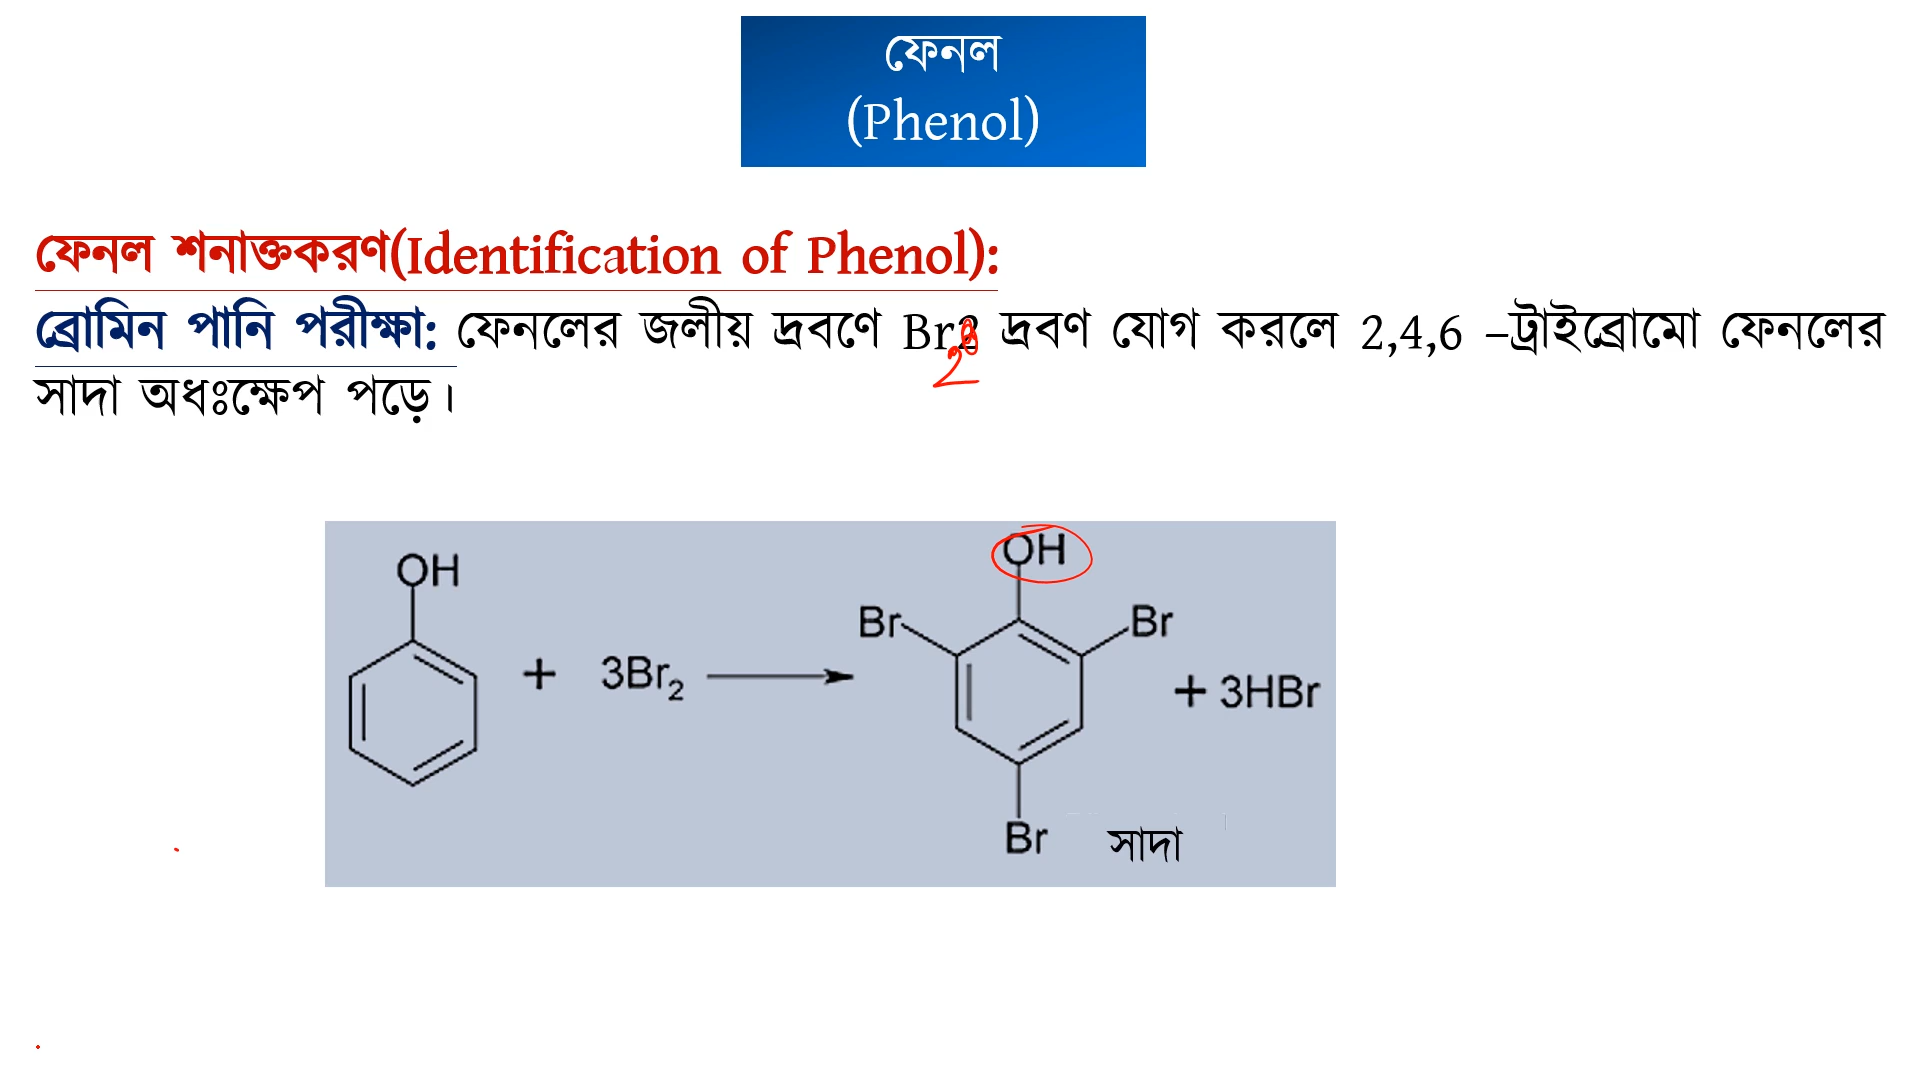 ফেনল
(Phenol)
ফেনল শনাক্তকরণ(Identification of Phenol):
ব্রোমিন পানি পরীক্ষা: ফেনলের জলীয় দ্রবণে Br2 দ্রবণ যোগ করলে 2,4,6 –ট্রাইব্রোমো ফেনলের
সাদা অধঃক্ষেপ পড়ে।
2
OH
OH
Br
Br
+ 3Br₂
+ 3HBr
Br
সাদা